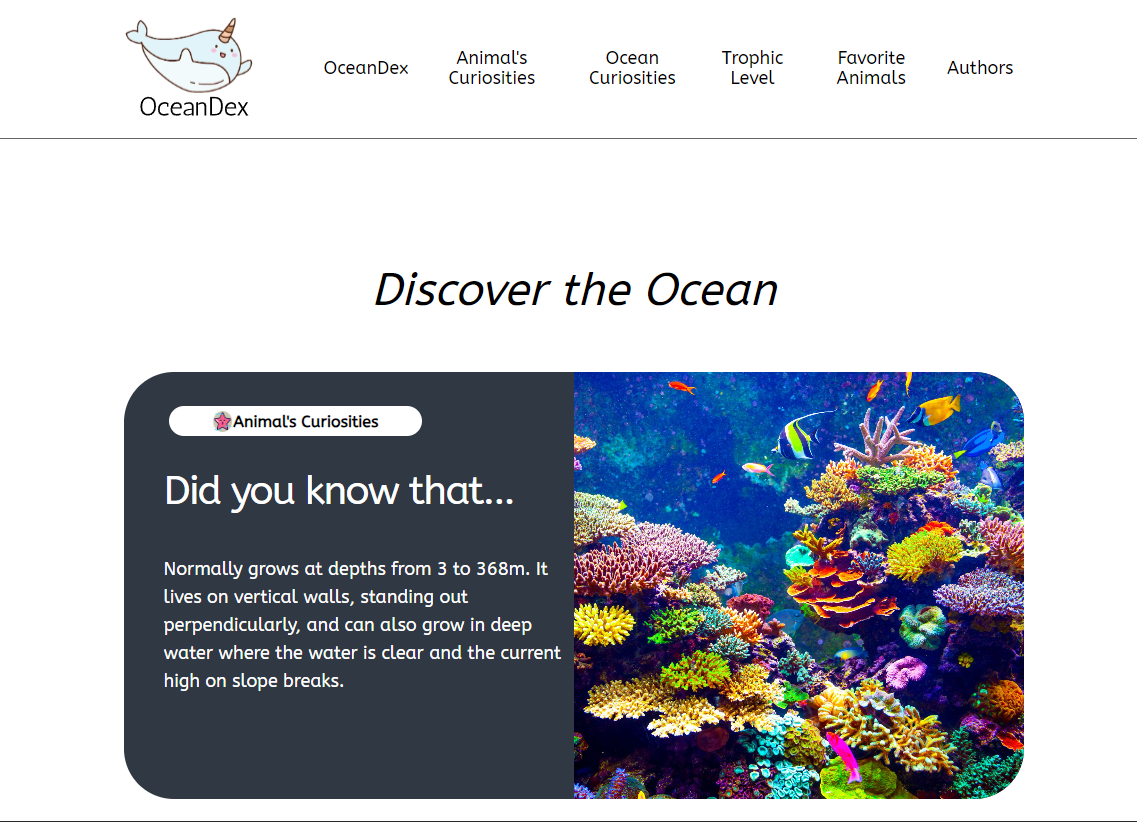 OceanDex
OceanDex
Animal's
Curiosities
Ocean
Curiosities
Trophic
Level
Favorite
Animals
Authors
Discover the Ocean
Animal's Curiosities
Did you know that...
Normally grows at depths from 3 to 368m. It
lives on vertical walls, standing out
perpendicularly, and can also grow in deep
water where the water is clear and the current
high on slope breaks.